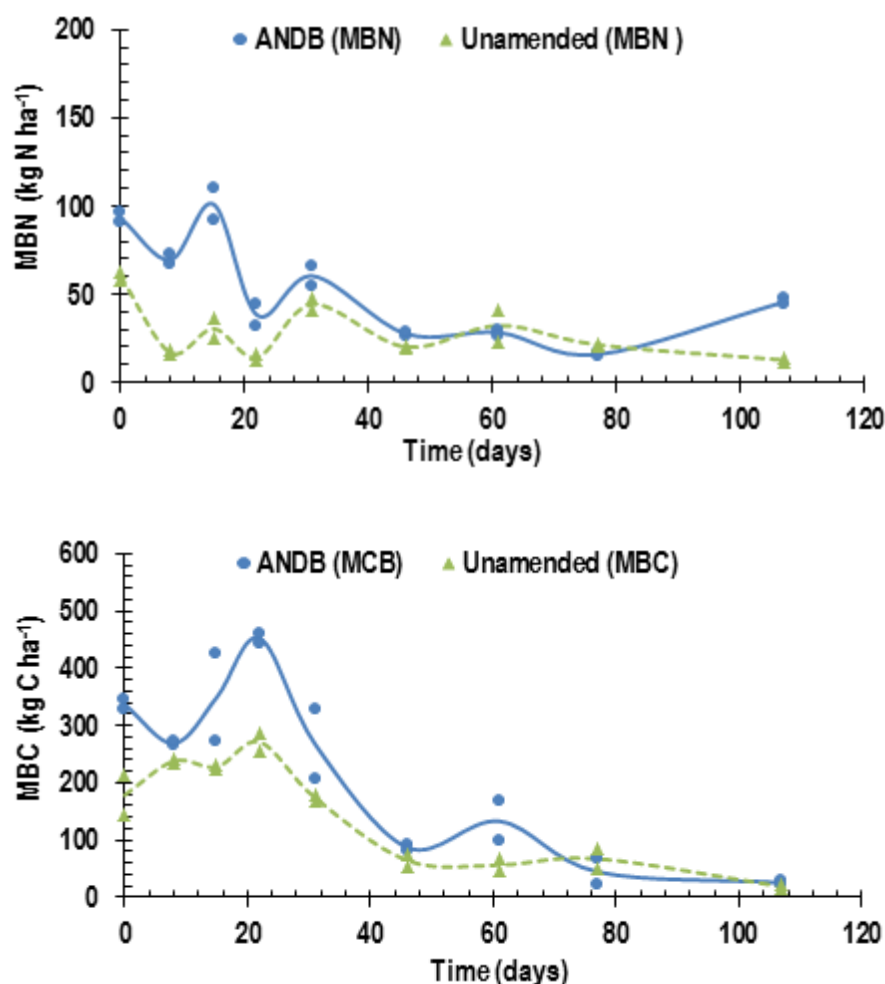 ANDB (MBN) Unamended (MBN )
MBN (kg N ha⁻¹)
200
150
100
50
0
0 20 40 60 80 100 120
Time (days)
ANDB (MCB) Unamended (MBC)
MBC (kg C ha⁻¹)
600
500
400
300
200
100
0
0 20 40 60 80 100 120
Time (days)